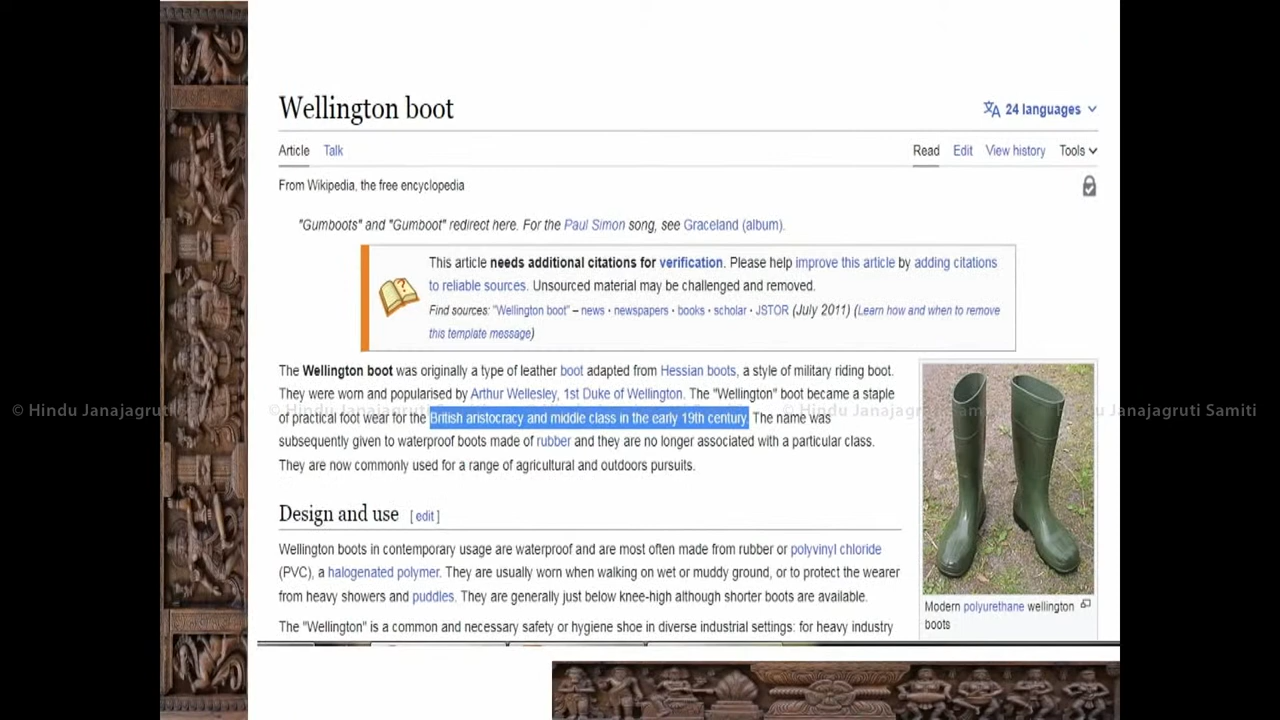 Wellington boot
24 languages
Article Talk Read Edit View history Tools
From Wikipedia, the free encyclopedia
"Gumboots" and "Gumboot" redirect here. For the Paul Simon song, see Graceland (album).
This article needs additional citations for verification. Please help improve this article by adding citations
to reliable sources. Unsourced material may be challenged and removed.
Find sources: "Wellington boot" – news · newspapers · books · scholar · JSTOR (July 2011) (Learn how and when to remove
this template message)
The Wellington boot was originally a type of leather boot adapted from Hessian boots, a style of military riding boot.
They were worn and popularised by Arthur Wellesley, 1st Duke of Wellington. The "Wellington" boot became a staple
of practical foot wear for the British aristocracy and middle class in the early 19th century. The name was
subsequently given to waterproof boots made of rubber and they are no longer associated with a particular class.
They are now commonly used for a range of agricultural and outdoors pursuits.
Design and use [ edit ]
Wellington boots in contemporary usage are waterproof and are most often made from rubber or polyvinyl chloride
(PVC), a halogenated polymer. They are usually worn when walking on wet or muddy ground, or to protect the wearer
from heavy showers and puddles. They are generally just below knee-high although shorter boots are available.
The "Wellington" is a common and necessary safety or hygiene shoe in diverse industrial settings: for heavy industry
Modern polyurethane wellington
boots
© Hindu Janajagruti Samiti